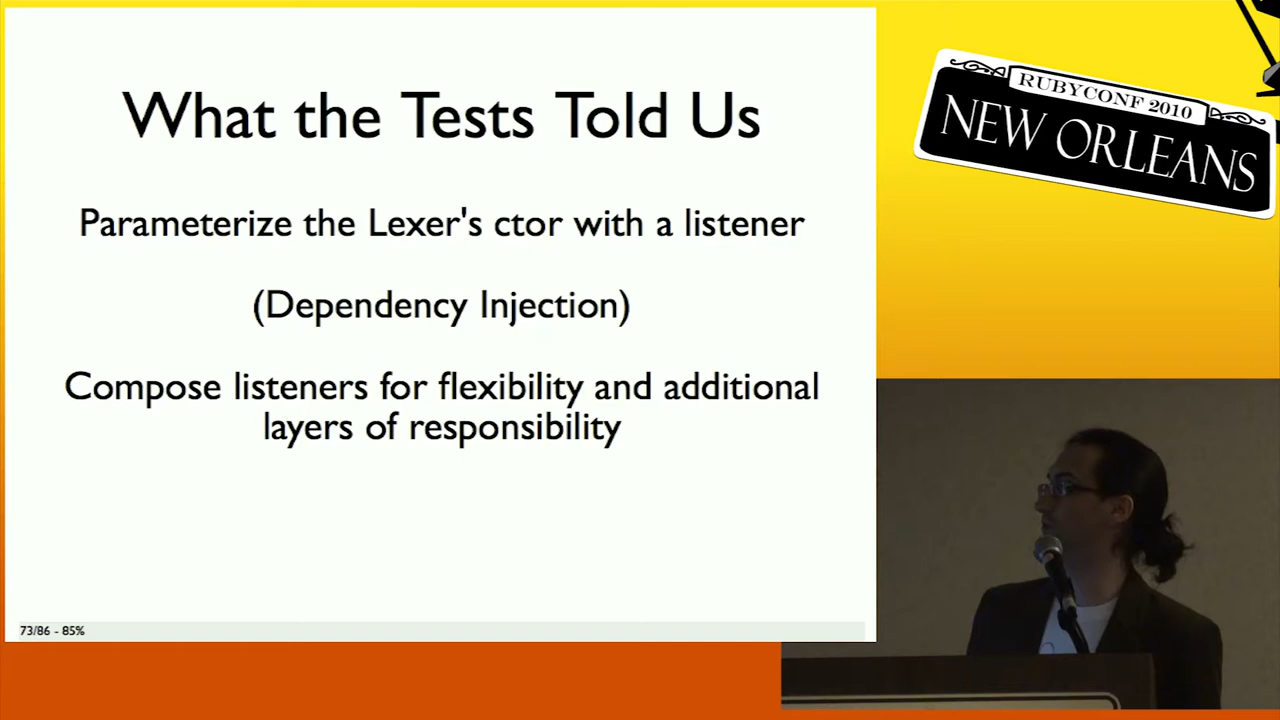 What the Tests Told Us
Parameterize the Lexer's ctor with a listener
(Dependency Injection)
Compose listeners for flexibility and additional
layers of responsibility
73/86 - 85%
RUBYCONF 2010
NEW ORLEANS